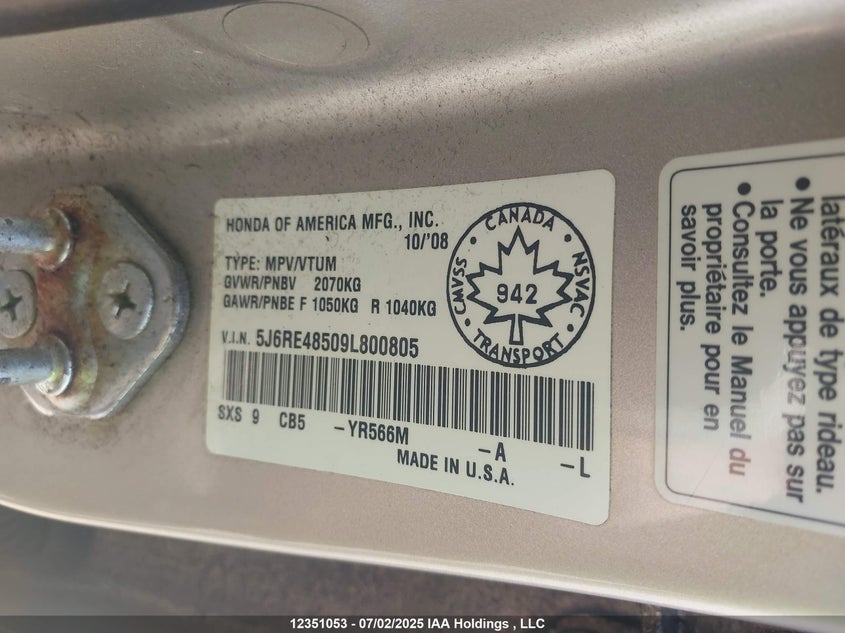 HONDA OF AMERICA MFG., INC.
10/'08
TYPE: MPV/VTUM
GVWR/PNBV 2070KG
GAWR/PNBE F 1050KG R 1040KG
V.I.N. 5J6RE48509L800805
SXS 9 CB5 -YR566M -A -L
MADE IN U.S.A.
CANADA
CMVSS · NSVAC
942
TRANSPORT
latéraux de type rideau.
• Ne vous appuyez pas sur
la porte.
• Consultez le Manuel du
propriétaire pour en
savoir plus.
12351053 - 07/02/2025 IAA Holdings , LLC